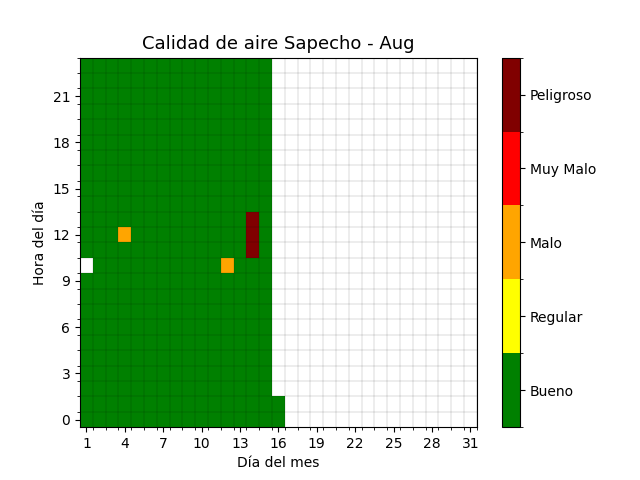 Calidad de aire Sapecho - Aug
Hora del día
21
18
15
12
9
6
3
0
1 4 7 10 13 16 19 22 25 28 31
Día del mes
Peligroso
Muy Malo
Malo
Regular
Bueno